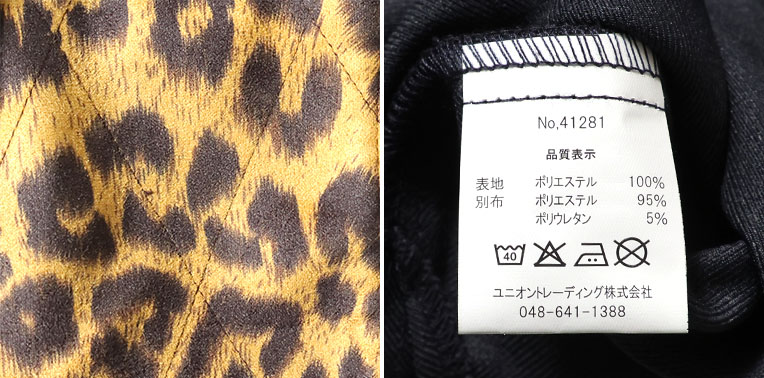 No,41281
品質表示
表地 ポリエステル 100%
別布 ポリエステル 95%
ポリウレタン 5%
40
ユニオントレーディング株式会社
048-641-1388